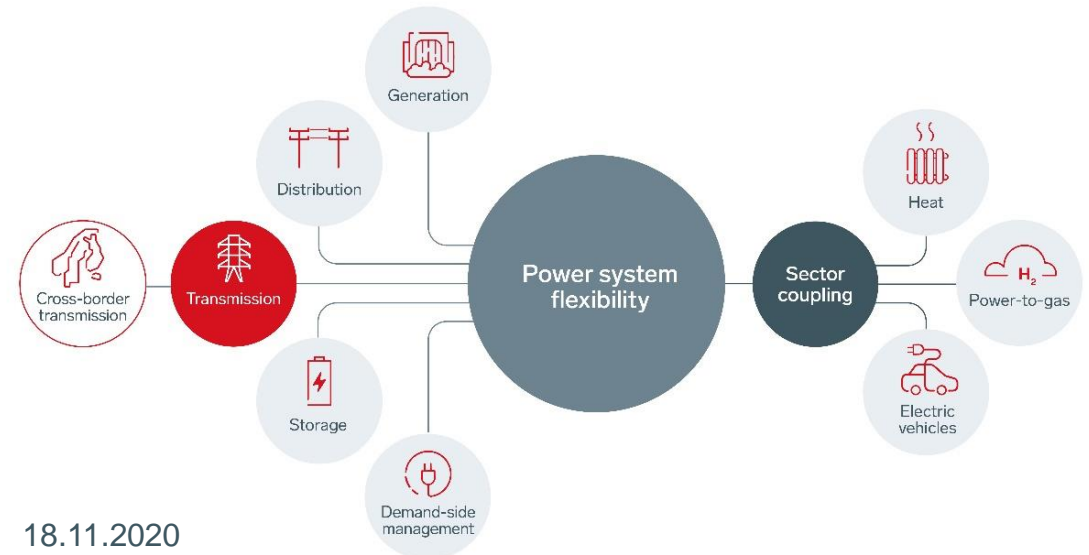 Generation
Distribution
Cross-border
transmission
Transmission
Storage
Demand-side
management
Power system
flexibility
Sector
coupling
Heat
H₂
Power-to-gas
Electric
vehicles
18.11.2020